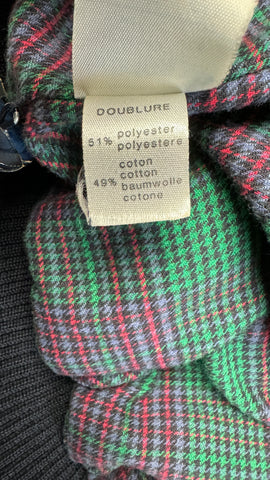 DOUBLURE
51% polyester
polyestere
coton
49% cotton
baumwolle
cotone